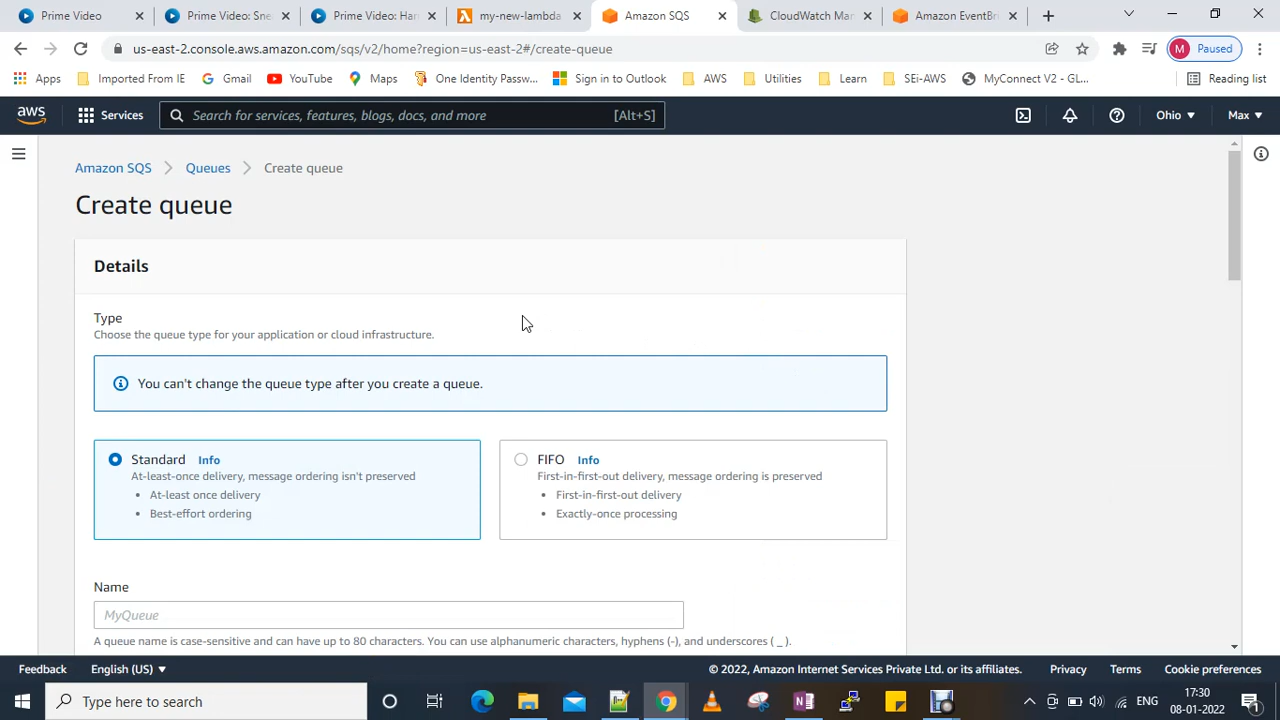 Prime Video
Prime Video: Sne
Prime Video: Har
my-new-lambda
Amazon SQS
CloudWatch Man
Amazon EventBri
us-east-2.console.aws.amazon.com/sqs/v2/home?region=us-east-2#/create-queue
M Paused
Apps
Imported From IE
Gmail
YouTube
Maps
One Identity Passw...
Sign in to Outlook
AWS
Utilities
Learn
SEi-AWS
MyConnect V2 - GL...
Reading list
aws
Services
Search for services, features, blogs, docs, and more
[Alt+S]
Ohio
Max
Amazon SQS
Queues
Create queue
Create queue
Details
Type
Choose the queue type for your application or cloud infrastructure.
You can't change the queue type after you create a queue.
Standard Info
At-least-once delivery, message ordering isn't preserved
• At-least once delivery
• Best-effort ordering
FIFO Info
First-in-first-out delivery, message ordering is preserved
• First-in-first-out delivery
• Exactly-once processing
Name
MyQueue
A queue name is case-sensitive and can have up to 80 characters. You can use alphanumeric characters, hyphens (-), and underscores ( _ ).
Feedback
English (US)
© 2022, Amazon Internet Services Private Ltd. or its affiliates.
Privacy
Terms
Cookie preferences
Type here to search
ENG
17:30
08-01-2022
1